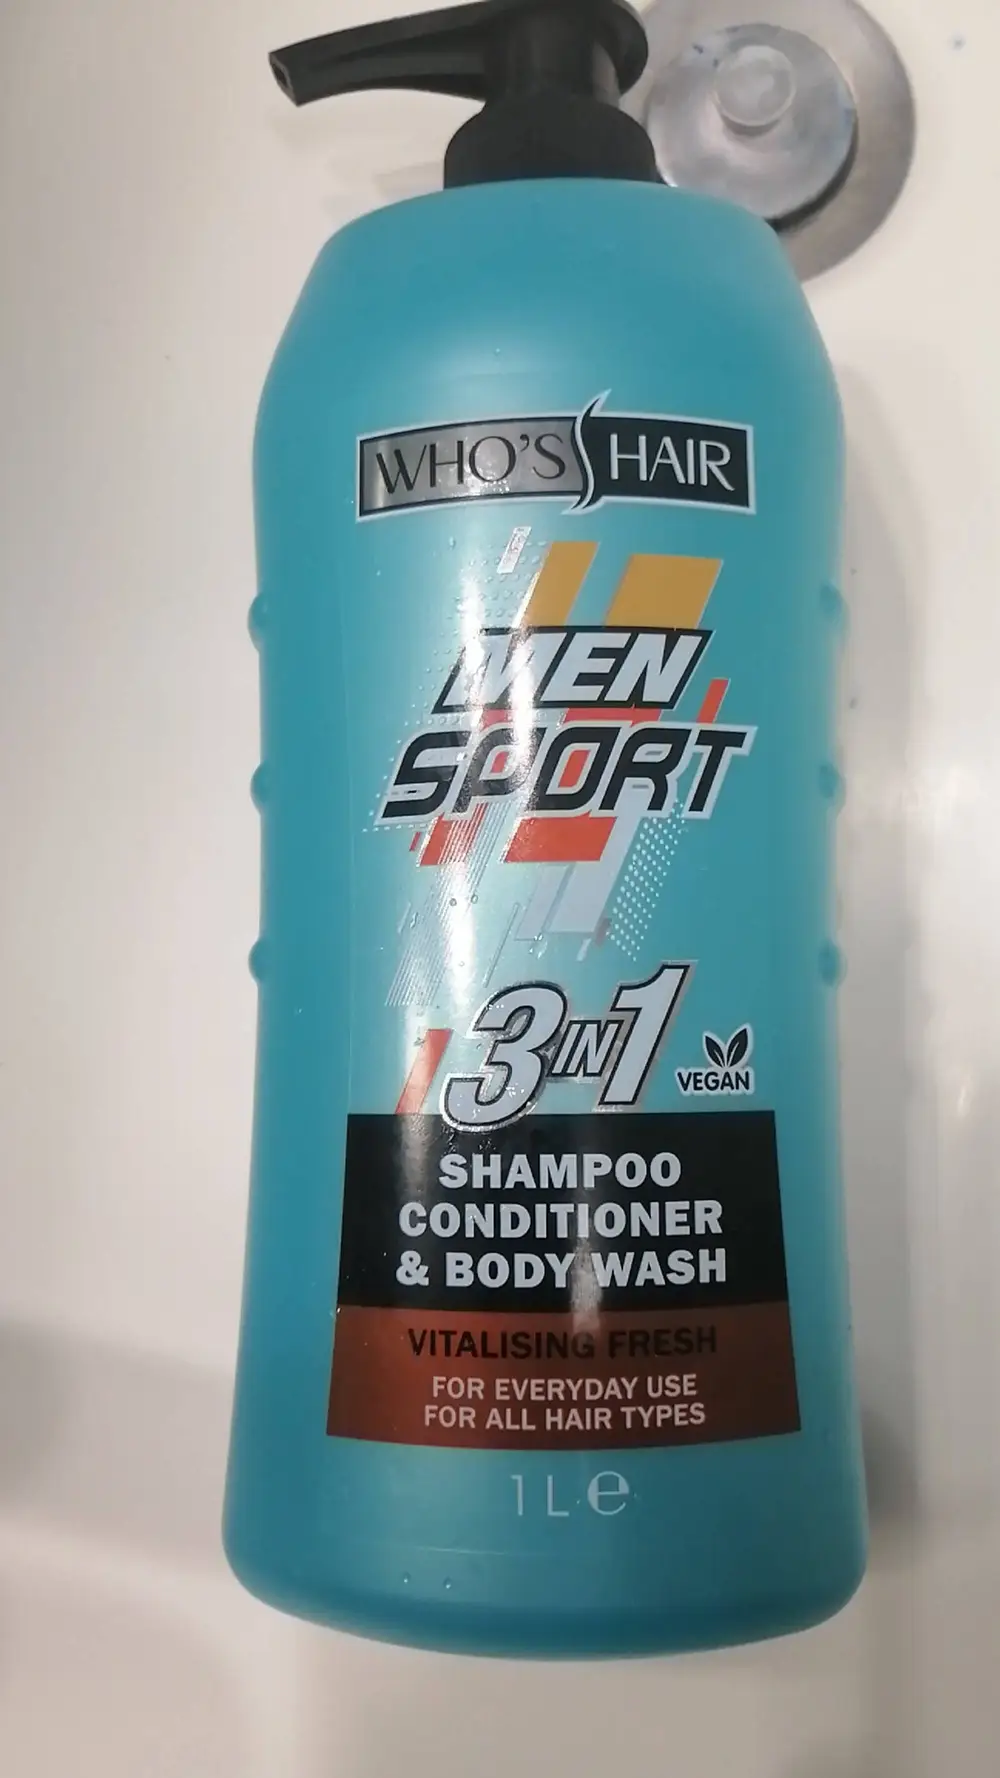 WHO'S HAIR
MEN
SPORT
3IN1
VEGAN
SHAMPOO
CONDITIONER
& BODY WASH
VITALISING FRESH
FOR EVERYDAY USE
FOR ALL HAIR TYPES
1 L ℮